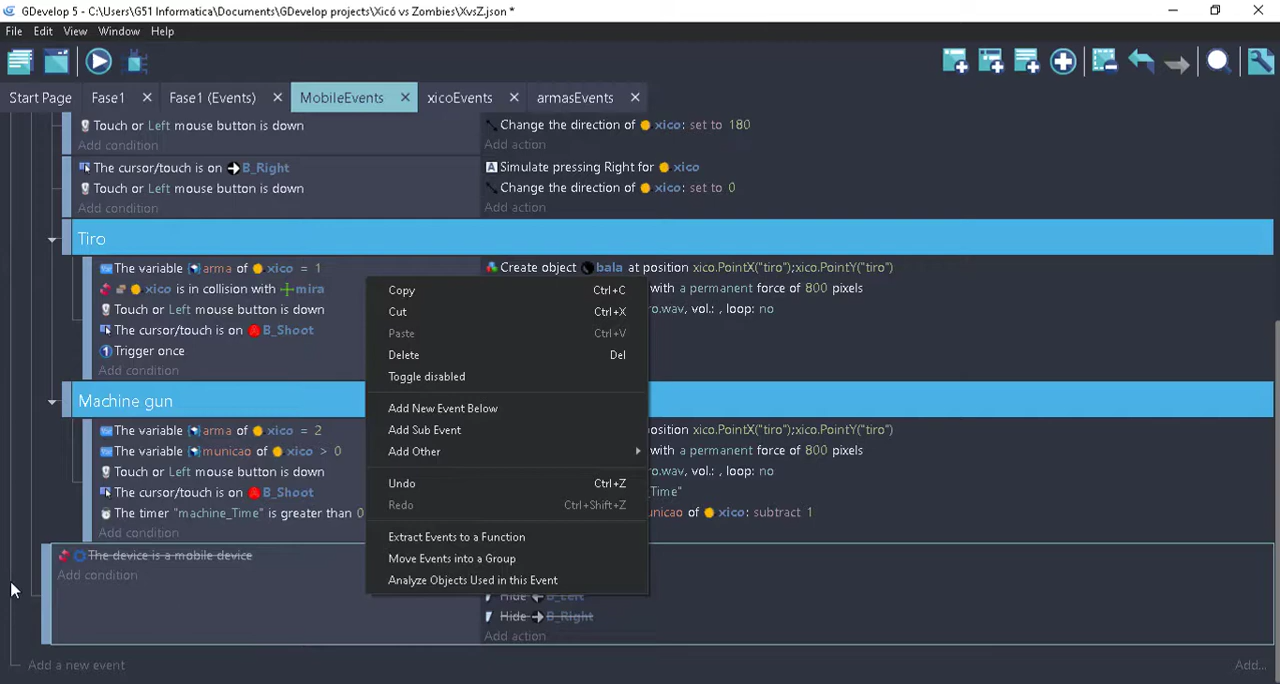 GDevelop 5 - C:\Users\G51 Informatica\Documents\GDevelop projects\Xicó vs Zombies\XvsZ.json *
File Edit View Window Help
Start Page Fase1 Fase1 (Events) MobileEvents xicoEvents armasEvents
Touch or Left mouse button is down Change the direction of xico: set to 180
Add condition Add action
The cursor/touch is on B_Right Simulate pressing Right for xico
Touch or Left mouse button is down Change the direction of xico: set to 0
Add condition Add action
Tiro
The variable arma of xico = 1 Create object bala at position xico.PointX("tiro");xico.PointY("tiro")
xico is in collision with mira Copy Ctrl+C with a permanent force of 800 pixels
Touch or Left mouse button is down Cut Ctrl+X ro.wav, vol.: , loop: no
The cursor/touch is on B_Shoot Paste Ctrl+V
Trigger once Delete Del
Add condition Toggle disabled
Machine gun Add New Event Below
The variable arma of xico = 2 Add Sub Event position xico.PointX("tiro");xico.PointY("tiro")
The variable municao of xico > 0 Add Other with a permanent force of 800 pixels
Touch or Left mouse button is down Undo Ctrl+Z ro.wav, vol.: , loop: no
The cursor/touch is on B_Shoot Redo Ctrl+Shift+Z _Time"
The timer "machine_Time" is greater than 0 unicao of xico: subtract 1
Add condition Extract Events to a Function
The device is a mobile device Move Events into a Group
Add condition Analyze Objects Used in this Event
Hide B_Left
Hide B_Right
Add action
Add a new event Add...